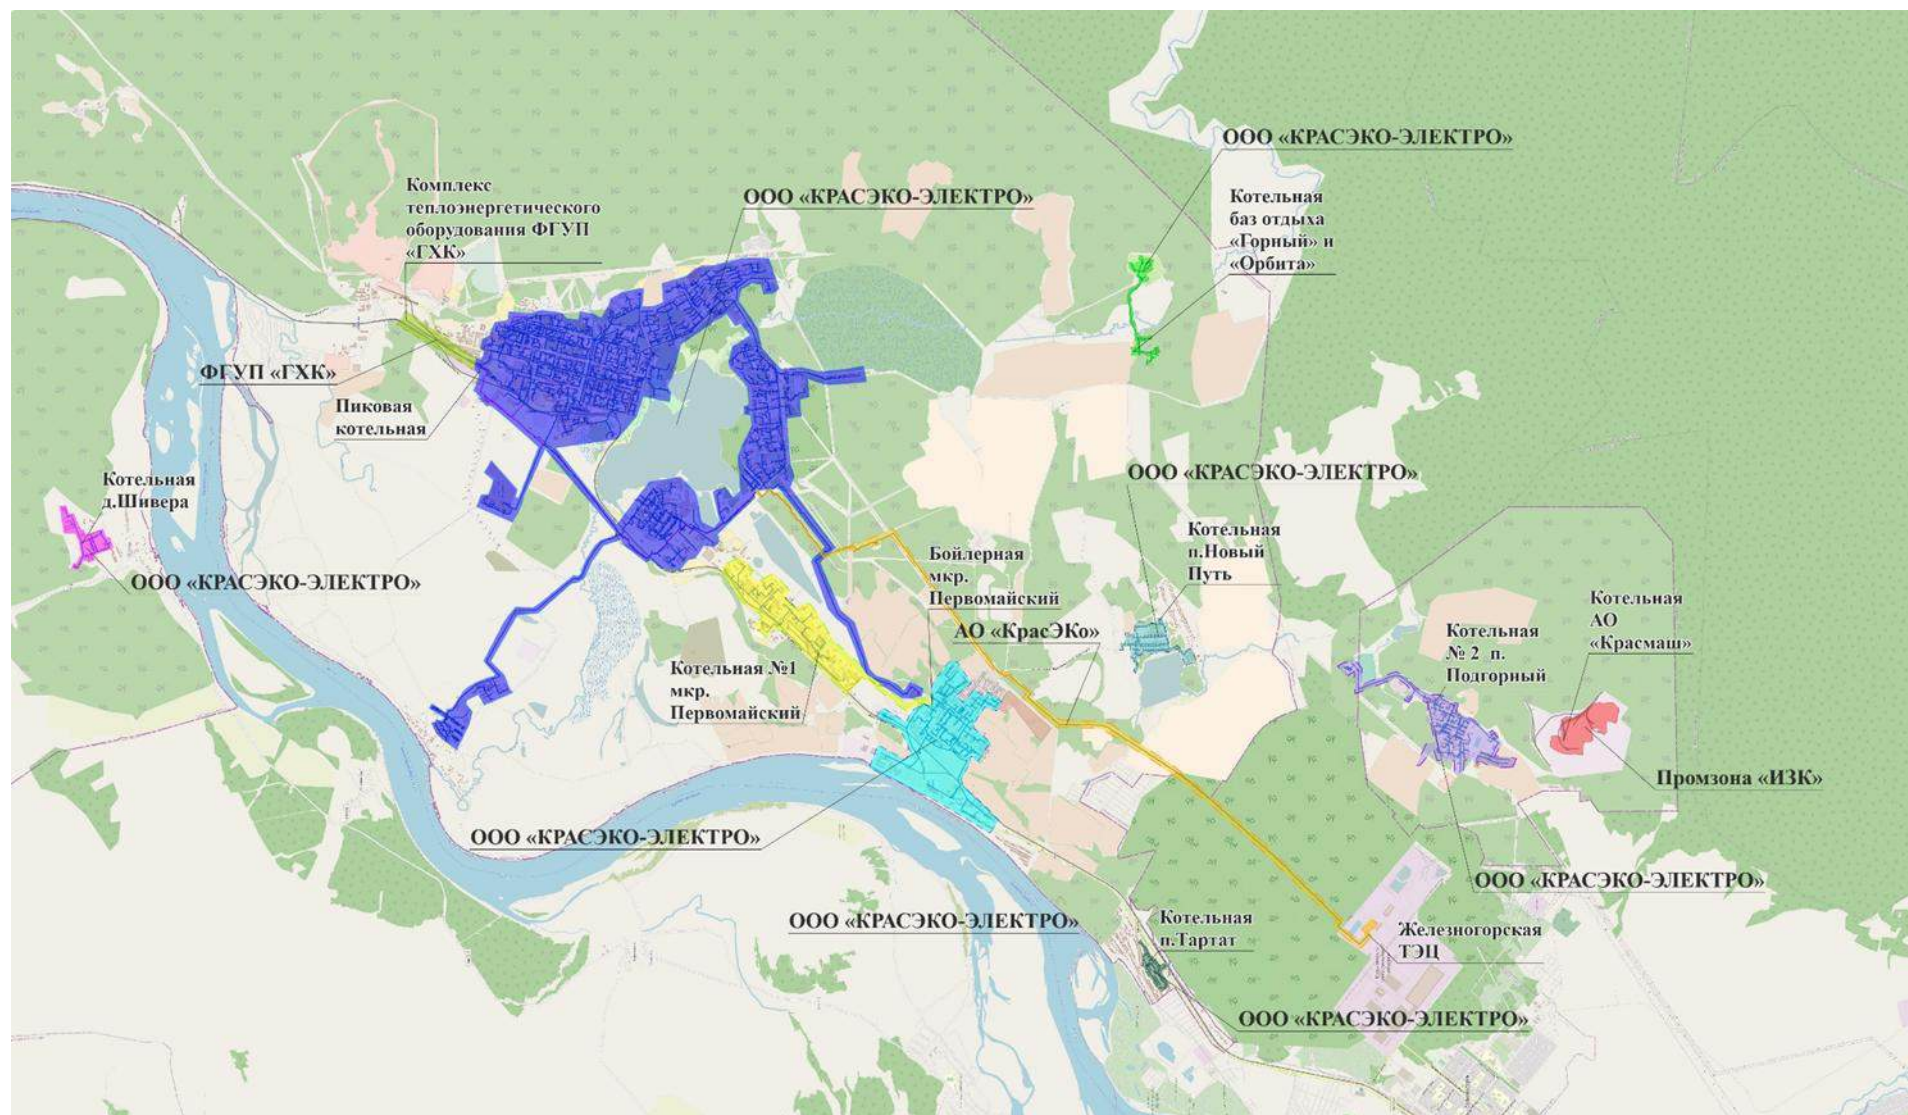 ООО «КРАСЭКО-ЭЛЕКТРО»
Комплекс
теплоэнергетического
оборудования ФГУП
«ГХК»
ООО «КРАСЭКО-ЭЛЕКТРО»
Котельная
баз отдыха
«Горный» и
«Орбита»
ФГУП «ГХК»
Пиковая
котельная
Котельная
д.Шивера
ООО «КРАСЭКО-ЭЛЕКТРО»
ООО «КРАСЭКО-ЭЛЕКТРО»
Котельная
п.Новый
Путь
Бойлерная
мкр.
Первомайский
АО «КрасЭКо»
Котельная
АО
«Красмаш»
Котельная
№ 2 п.
Подгорный
Котельная №1
мкр.
Первомайский
Промзона «ИЗК»
ООО «КРАСЭКО-ЭЛЕКТРО»
ООО «КРАСЭКО-ЭЛЕКТРО»
ООО «КРАСЭКО-ЭЛЕКТРО»
Котельная
п.Тартат
Железногорская
ТЭЦ
ООО «КРАСЭКО-ЭЛЕКТРО»